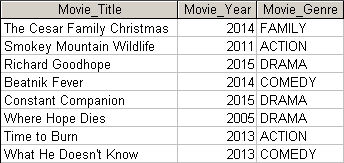 Movie_Title Movie_Year Movie_Genre
The Cesar Family Christmas 2014 FAMILY
Smokey Mountain Wildlife 2011 ACTION
Richard Goodhope 2015 DRAMA
Beatnik Fever 2014 COMEDY
Constant Companion 2015 DRAMA
Where Hope Dies 2005 DRAMA
Time to Burn 2013 ACTION
What He Doesn't Know 2013 COMEDY